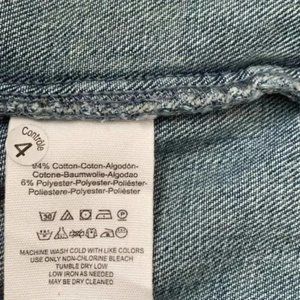 Contrôle
4
94% Cotton-Coton-Algodón-
Cotone-Baumwolle-Algodao
6% Polyester-Polyester-Poliéster-
Poliestere-Polyester-Poliéster
MACHINE WASH COLD WITH LIKE COLORS
USE ONLY NON-CHLORINE BLEACH
TUMBLE DRY LOW
LOW IRON AS NEEDED
MAY BE DRY CLEANED